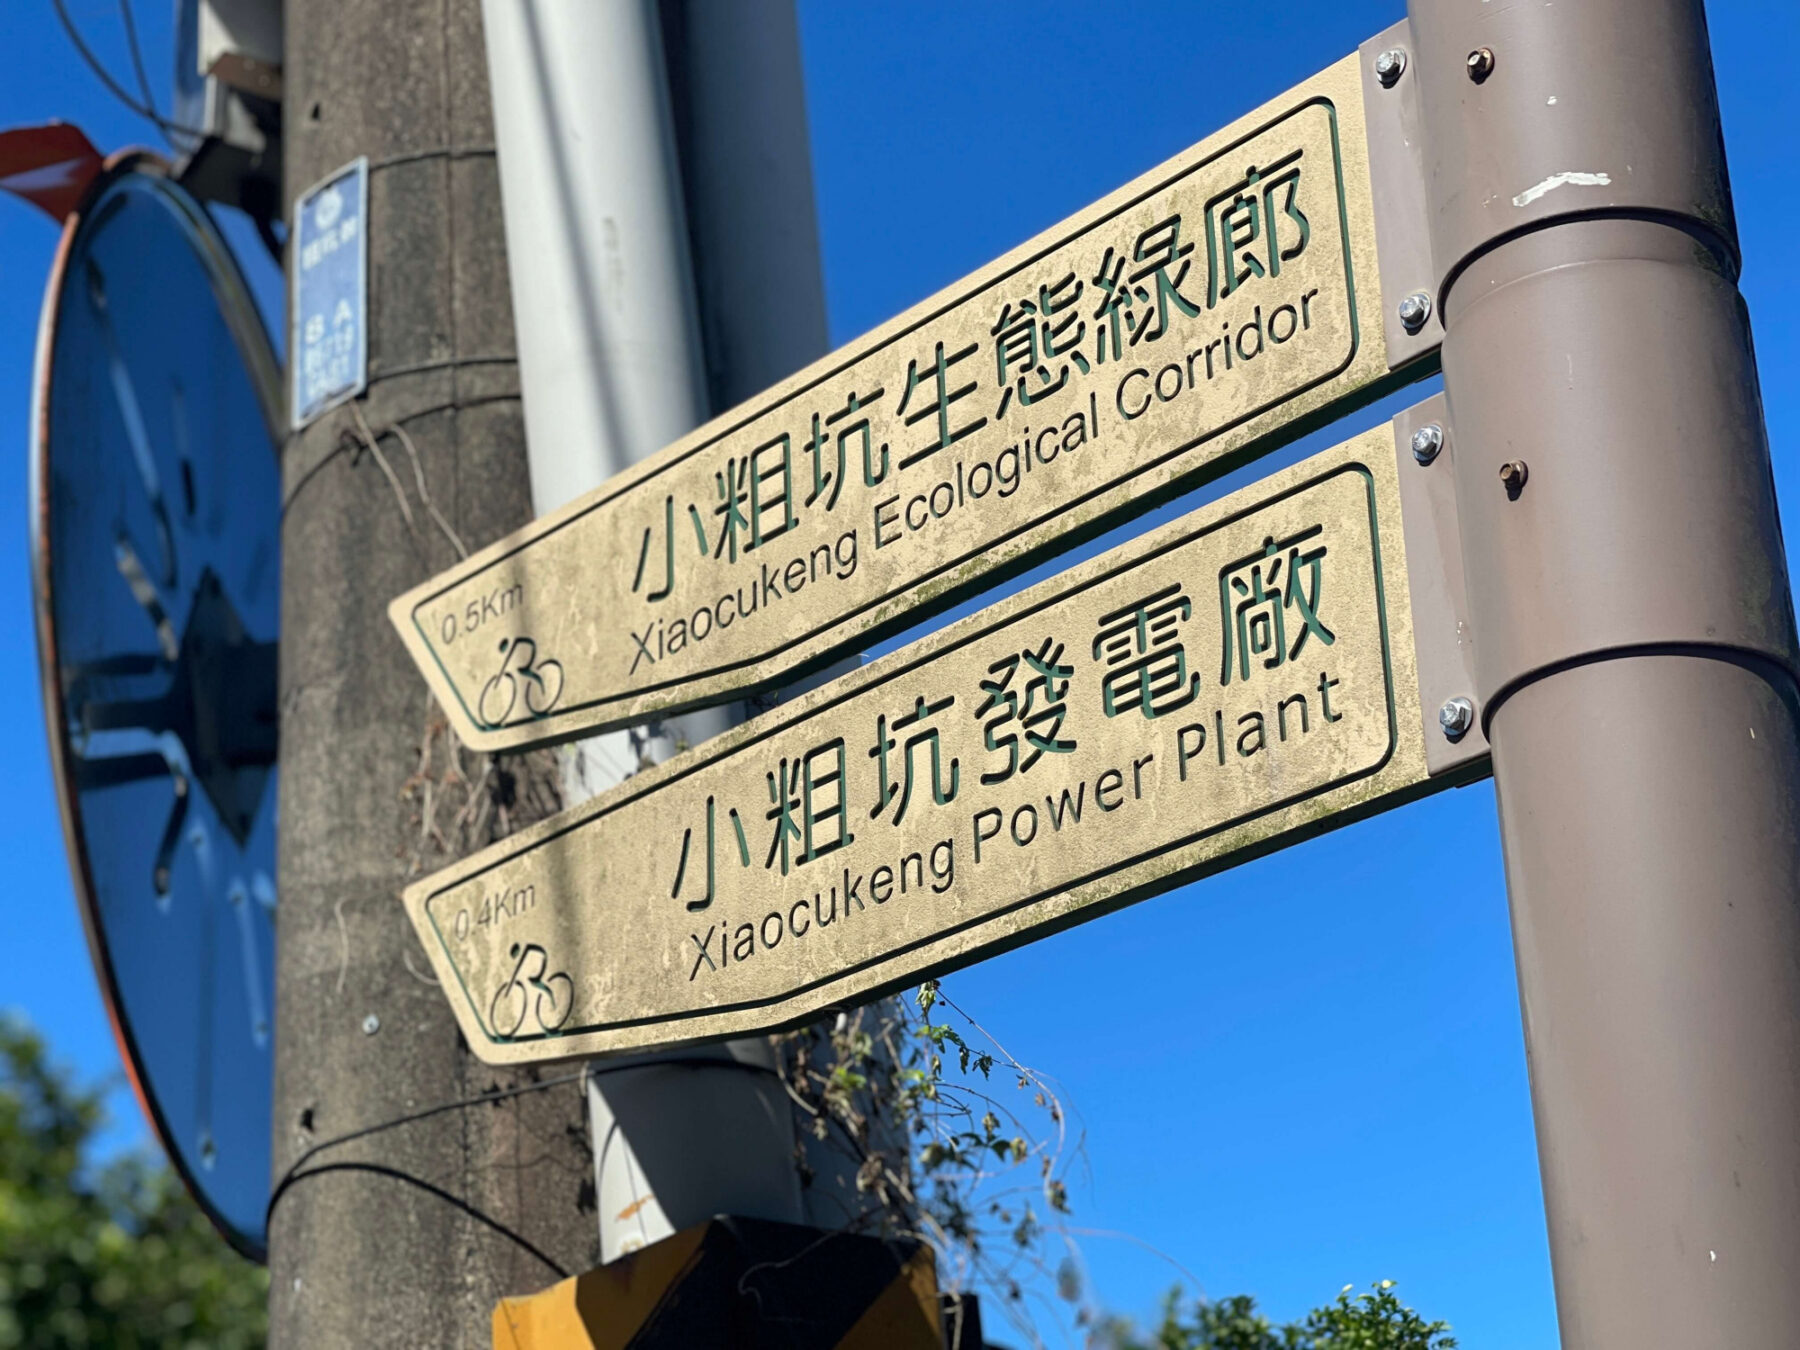 小粗坑生態綠廊
Xiaocukeng Ecological Corridor
0.5Km
小粗坑發電廠
Xiaocukeng Power Plant
0.4Km